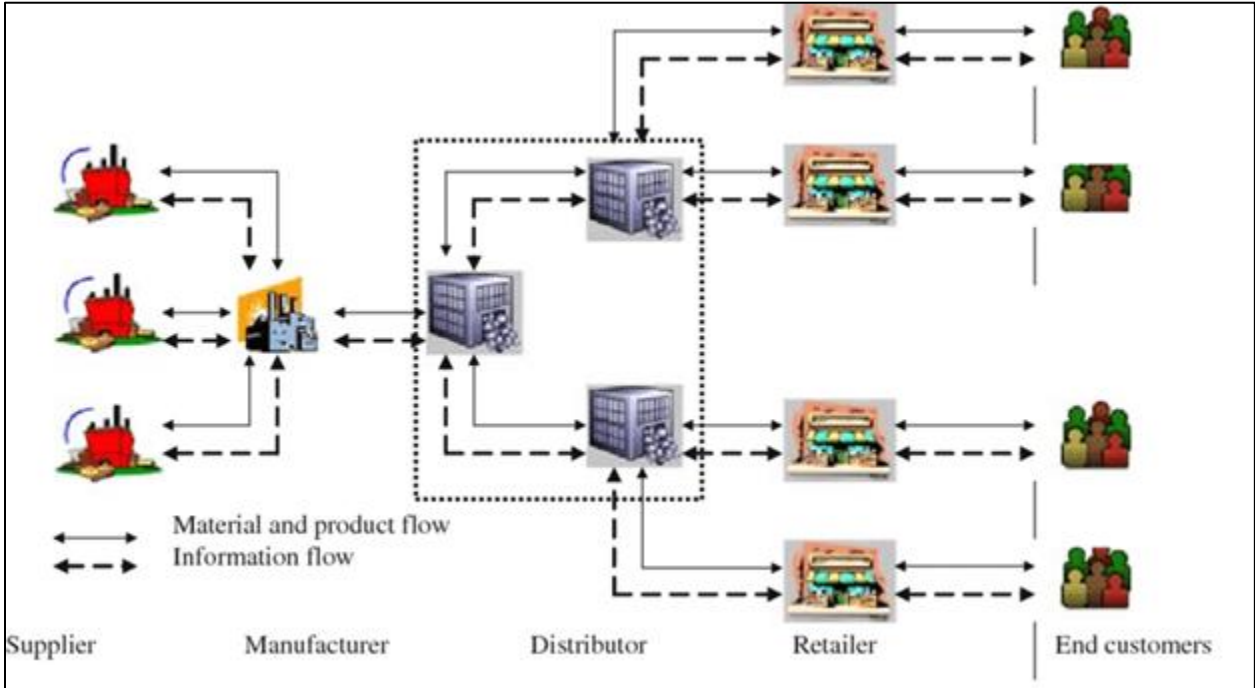 Material and product flow
Information flow
Supplier
Manufacturer
Distributor
Retailer
End customers